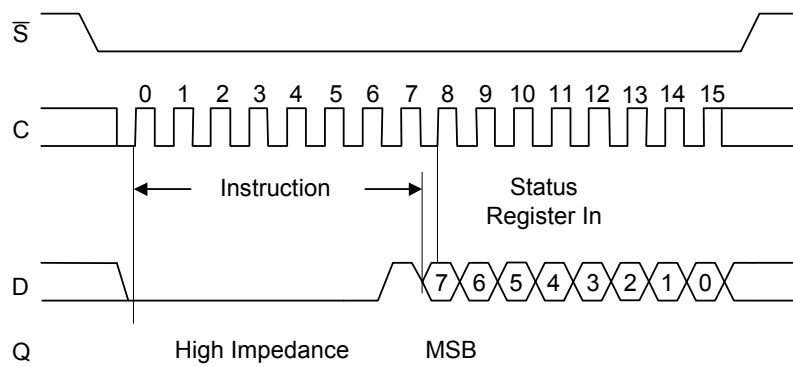 S
0 1 2 3 4 5 6 7 8 9 10 11 12 13 14 15
C
Instruction
Status
Register In
D
7 6 5 4 3 2 1 0
Q
High Impedance
MSB